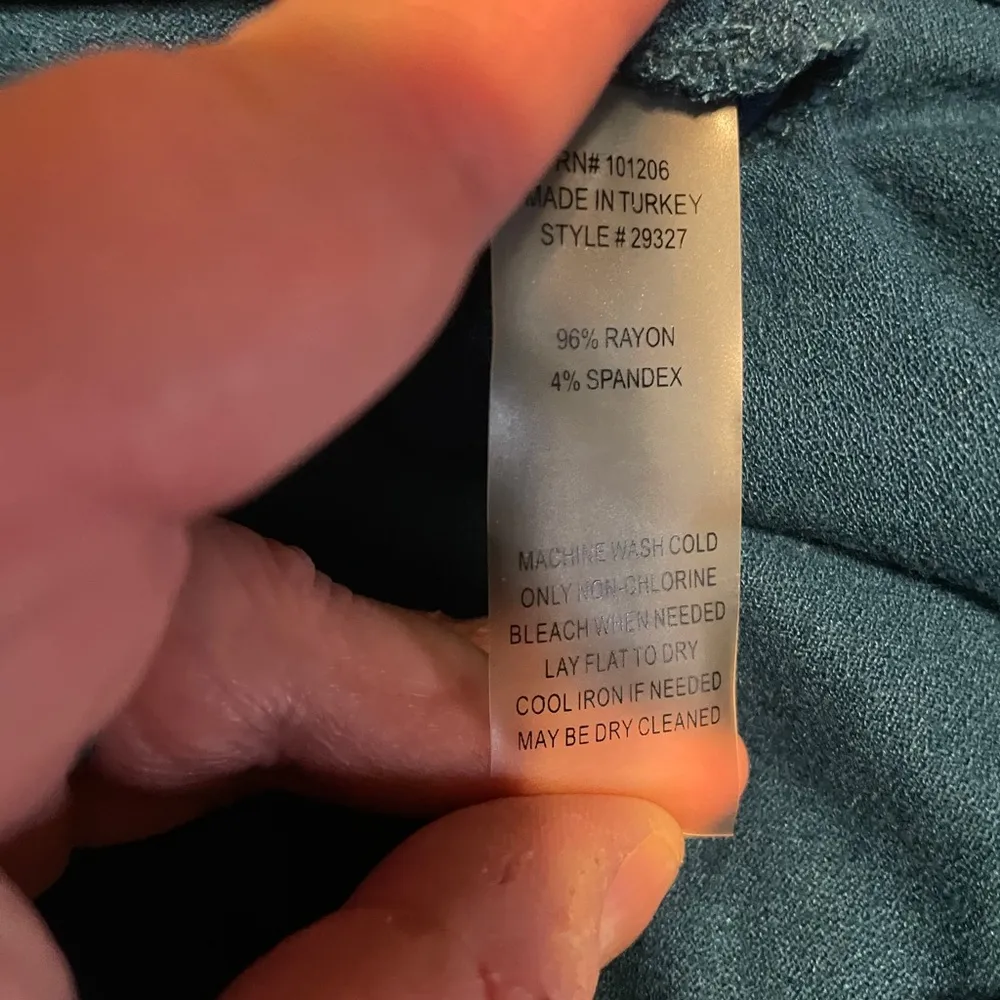 RN# 101206
MADE IN TURKEY
STYLE # 29327
96% RAYON
4% SPANDEX
MACHINE WASH COLD
ONLY NON-CHLORINE
BLEACH WHEN NEEDED
LAY FLAT TO DRY
COOL IRON IF NEEDED
MAY BE DRY CLEANED